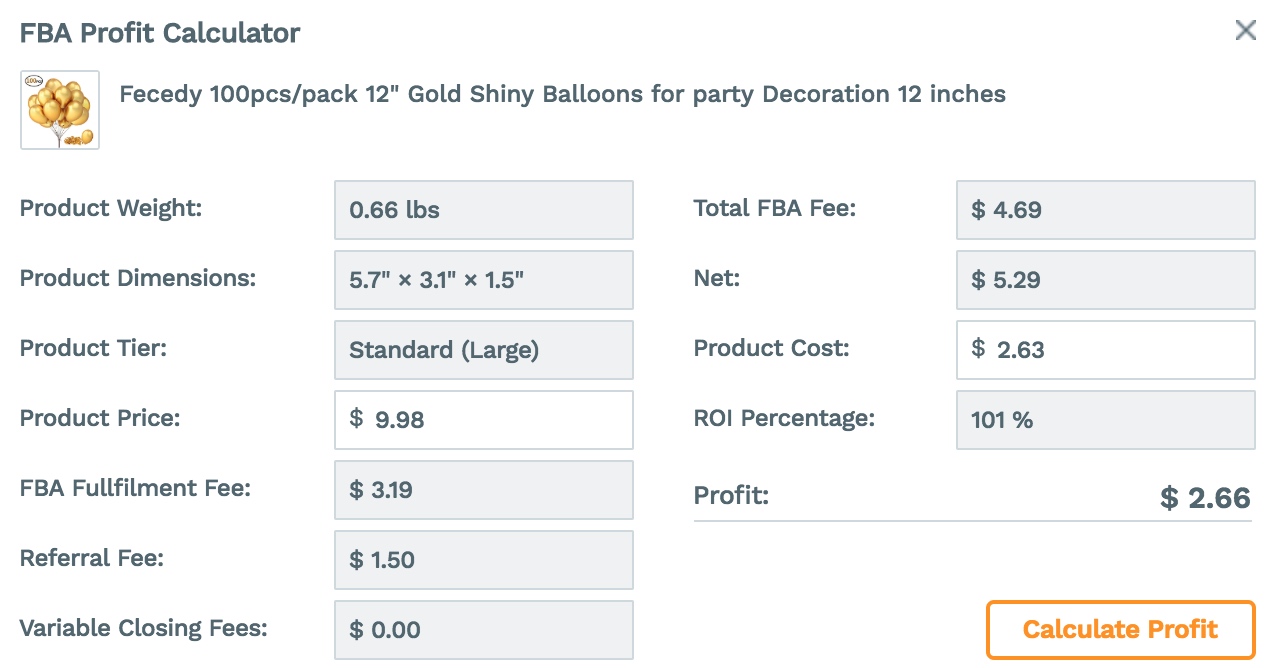 FBA Profit Calculator
Fecedy 100pcs/pack 12" Gold Shiny Balloons for party Decoration 12 inches
Product Weight:
0.66 lbs
Product Dimensions:
5.7" × 3.1" × 1.5"
Product Tier:
Standard (Large)
Product Price:
$ 9.98
FBA Fullfilment Fee:
$ 3.19
Referral Fee:
$ 1.50
Variable Closing Fees:
$ 0.00
Total FBA Fee:
$ 4.69
Net:
$ 5.29
Product Cost:
$ 2.63
ROI Percentage:
101 %
Profit:
$ 2.66
Calculate Profit